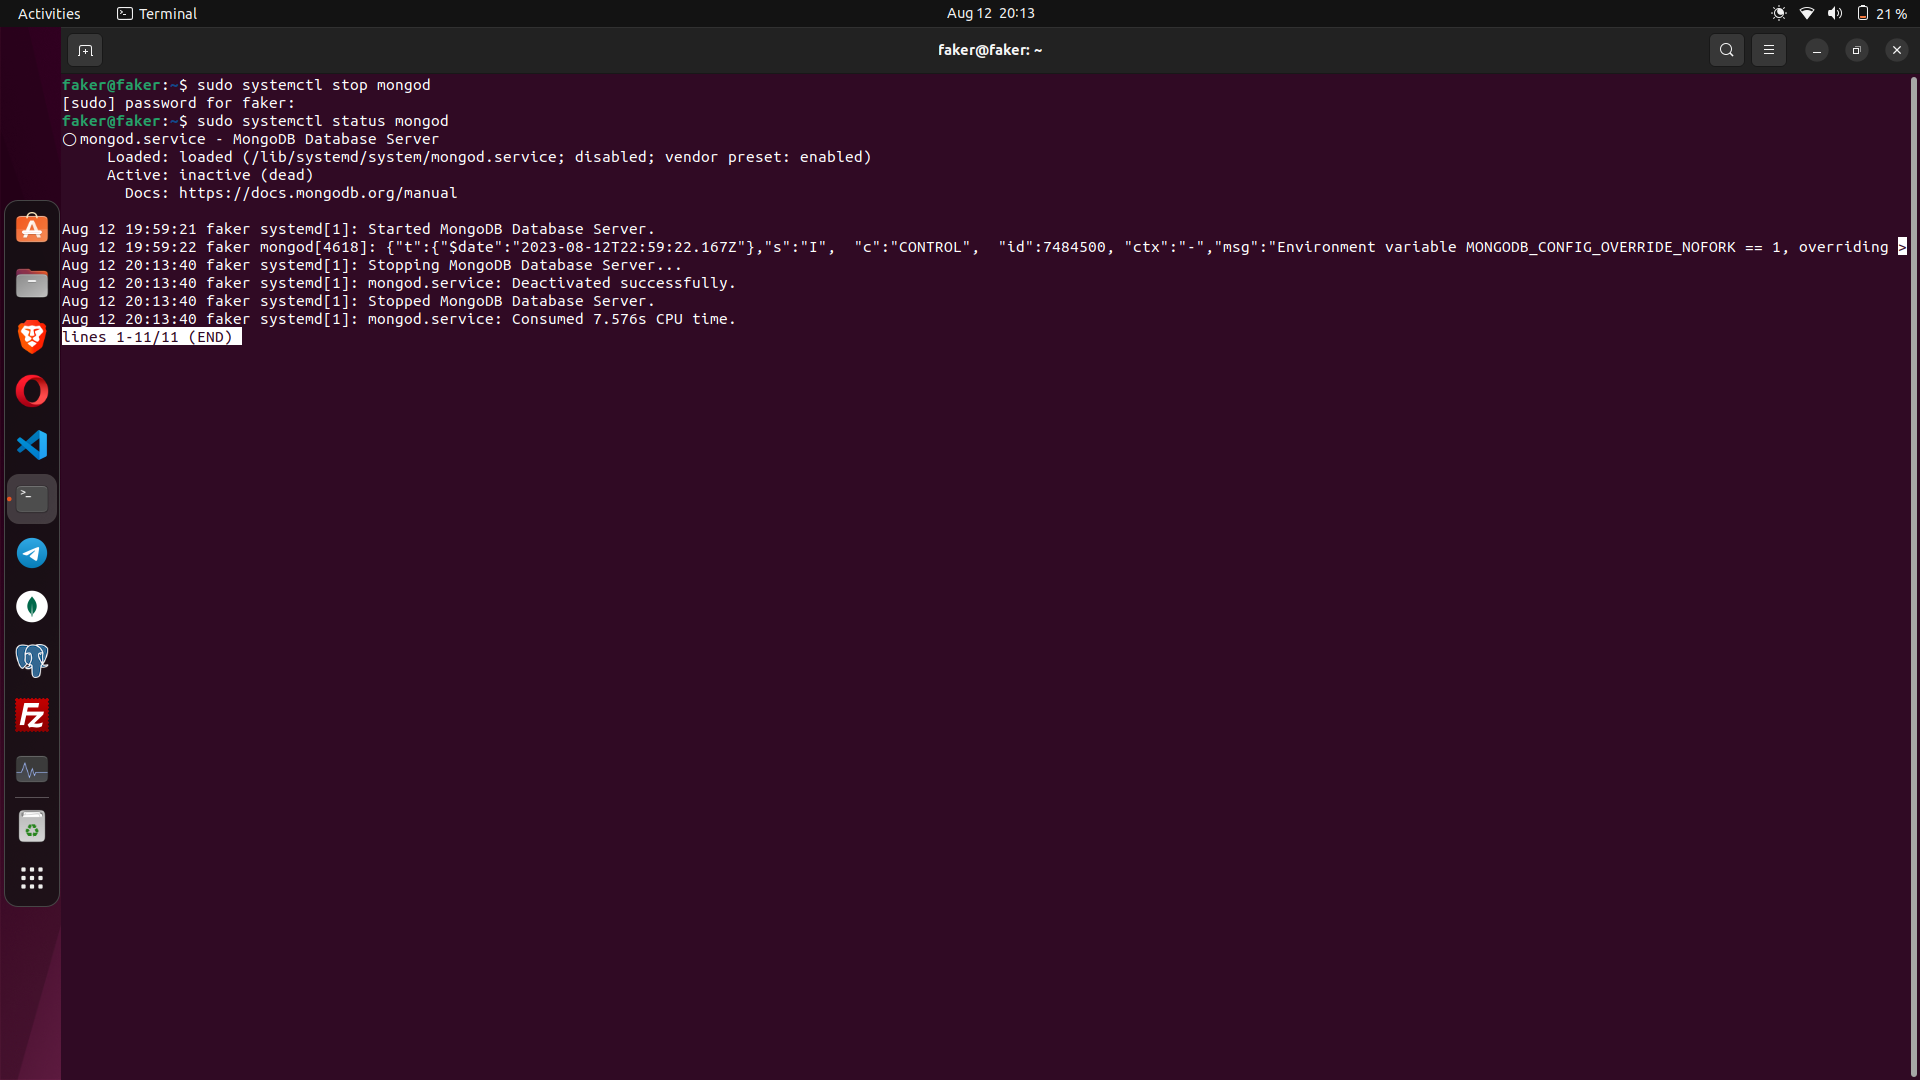 Activities Terminal Aug 12 20:13 21 %
faker@faker: ~
faker@faker:~$ sudo systemctl stop mongod
[sudo] password for faker:
faker@faker:~$ sudo systemctl status mongod
○ mongod.service - MongoDB Database Server
     Loaded: loaded (/lib/systemd/system/mongod.service; disabled; vendor preset: enabled)
     Active: inactive (dead)
       Docs: https://docs.mongodb.org/manual

Aug 12 19:59:21 faker systemd[1]: Started MongoDB Database Server.
Aug 12 19:59:22 faker mongod[4618]: {"t":{"$date":"2023-08-12T22:59:22.167Z"},"s":"I",  "c":"CONTROL",  "id":7484500, "ctx":"-","msg":"Environment variable MONGODB_CONFIG_OVERRIDE_NOFORK == 1, overriding >
Aug 12 20:13:40 faker systemd[1]: Stopping MongoDB Database Server...
Aug 12 20:13:40 faker systemd[1]: mongod.service: Deactivated successfully.
Aug 12 20:13:40 faker systemd[1]: Stopped MongoDB Database Server.
Aug 12 20:13:40 faker systemd[1]: mongod.service: Consumed 7.576s CPU time.
lines 1-11/11 (END)